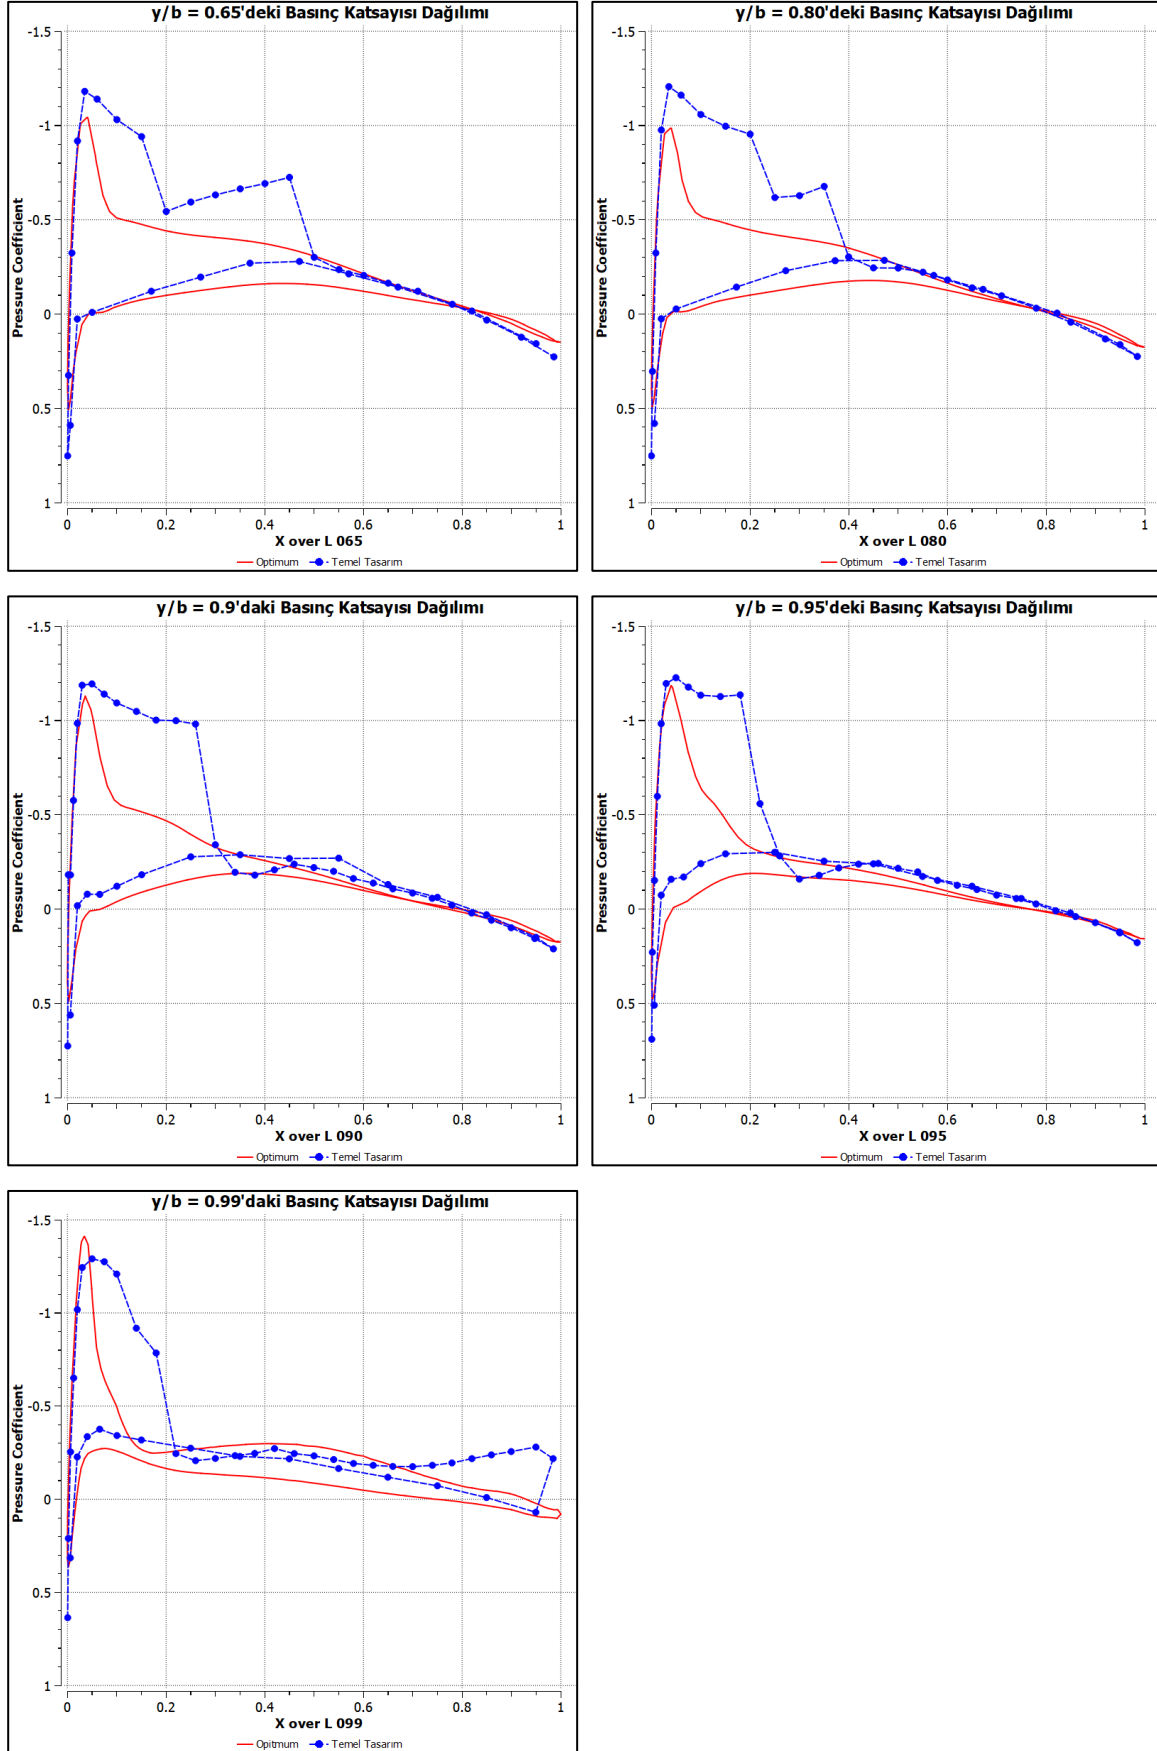 y/b = 0.65'deki Basınç Katsayısı Dağılımı
-1.5
-1
-0.5
0
0.5
1
Pressure Coefficient
0 0.2 0.4 0.6 0.8 1
X over L 065
Optimum Temel Tasarım
y/b = 0.80'deki Basınç Katsayısı Dağılımı
-1.5
-1
-0.5
0
0.5
1
Pressure Coefficient
0 0.2 0.4 0.6 0.8 1
X over L 080
Optimum Temel Tasarım
y/b = 0.9'daki Basınç Katsayısı Dağılımı
-1.5
-1
-0.5
0
0.5
1
Pressure Coefficient
0 0.2 0.4 0.6 0.8 1
X over L 090
Optimum Temel Tasarım
y/b = 0.95'deki Basınç Katsayısı Dağılımı
-1.5
-1
-0.5
0
0.5
1
Pressure Coefficient
0 0.2 0.4 0.6 0.8 1
X over L 095
Optimum Temel Tasarım
y/b = 0.99'daki Basınç Katsayısı Dağılımı
-1.5
-1
-0.5
0
0.5
1
Pressure Coefficient
0 0.2 0.4 0.6 0.8 1
X over L 099
Opitmum Temel Tasarım